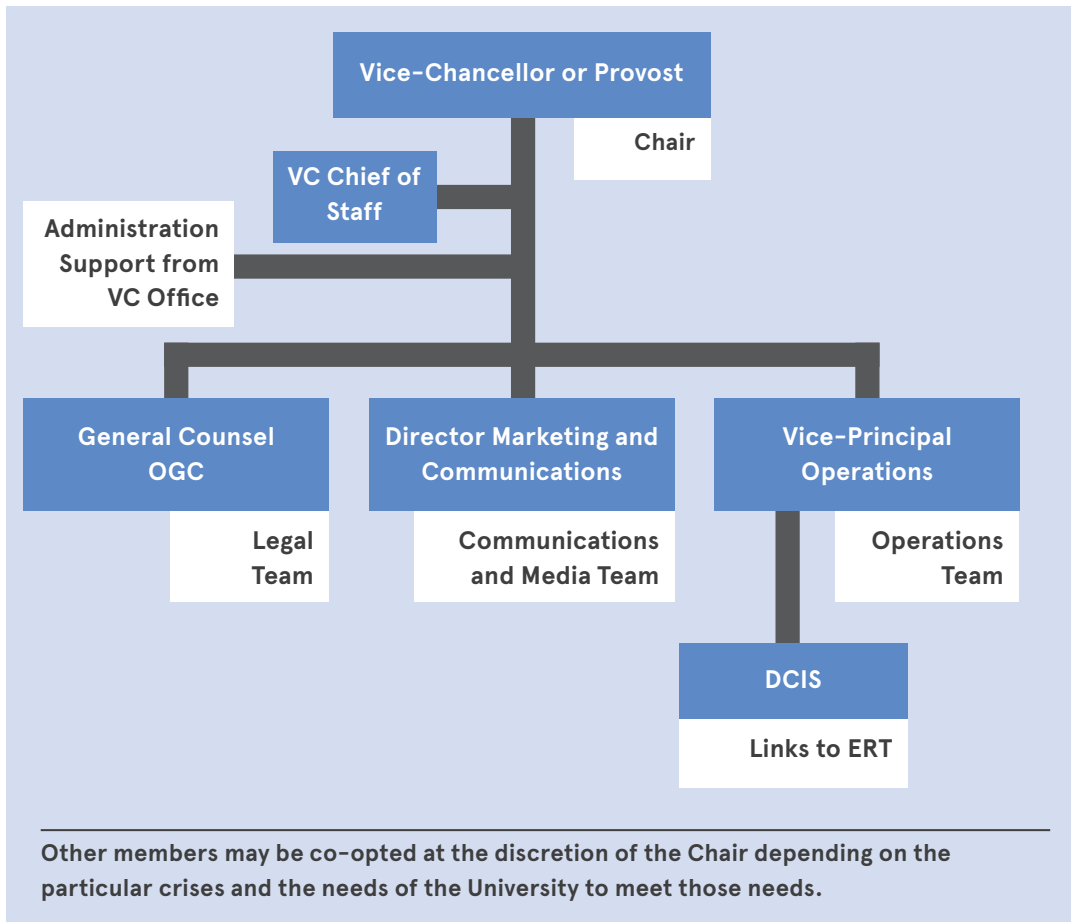 Vice-Chancellor or Provost
Chair
VC Chief of
Staff
Administration
Support from
VC Office
General Counsel
OGC
Legal
Team
Director Marketing and
Communications
Communications
and Media Team
Vice-Principal
Operations
Operations
Team
DCIS
Links to ERT
Other members may be co-opted at the discretion of the Chair depending on the
particular crises and the needs of the University to meet those needs.